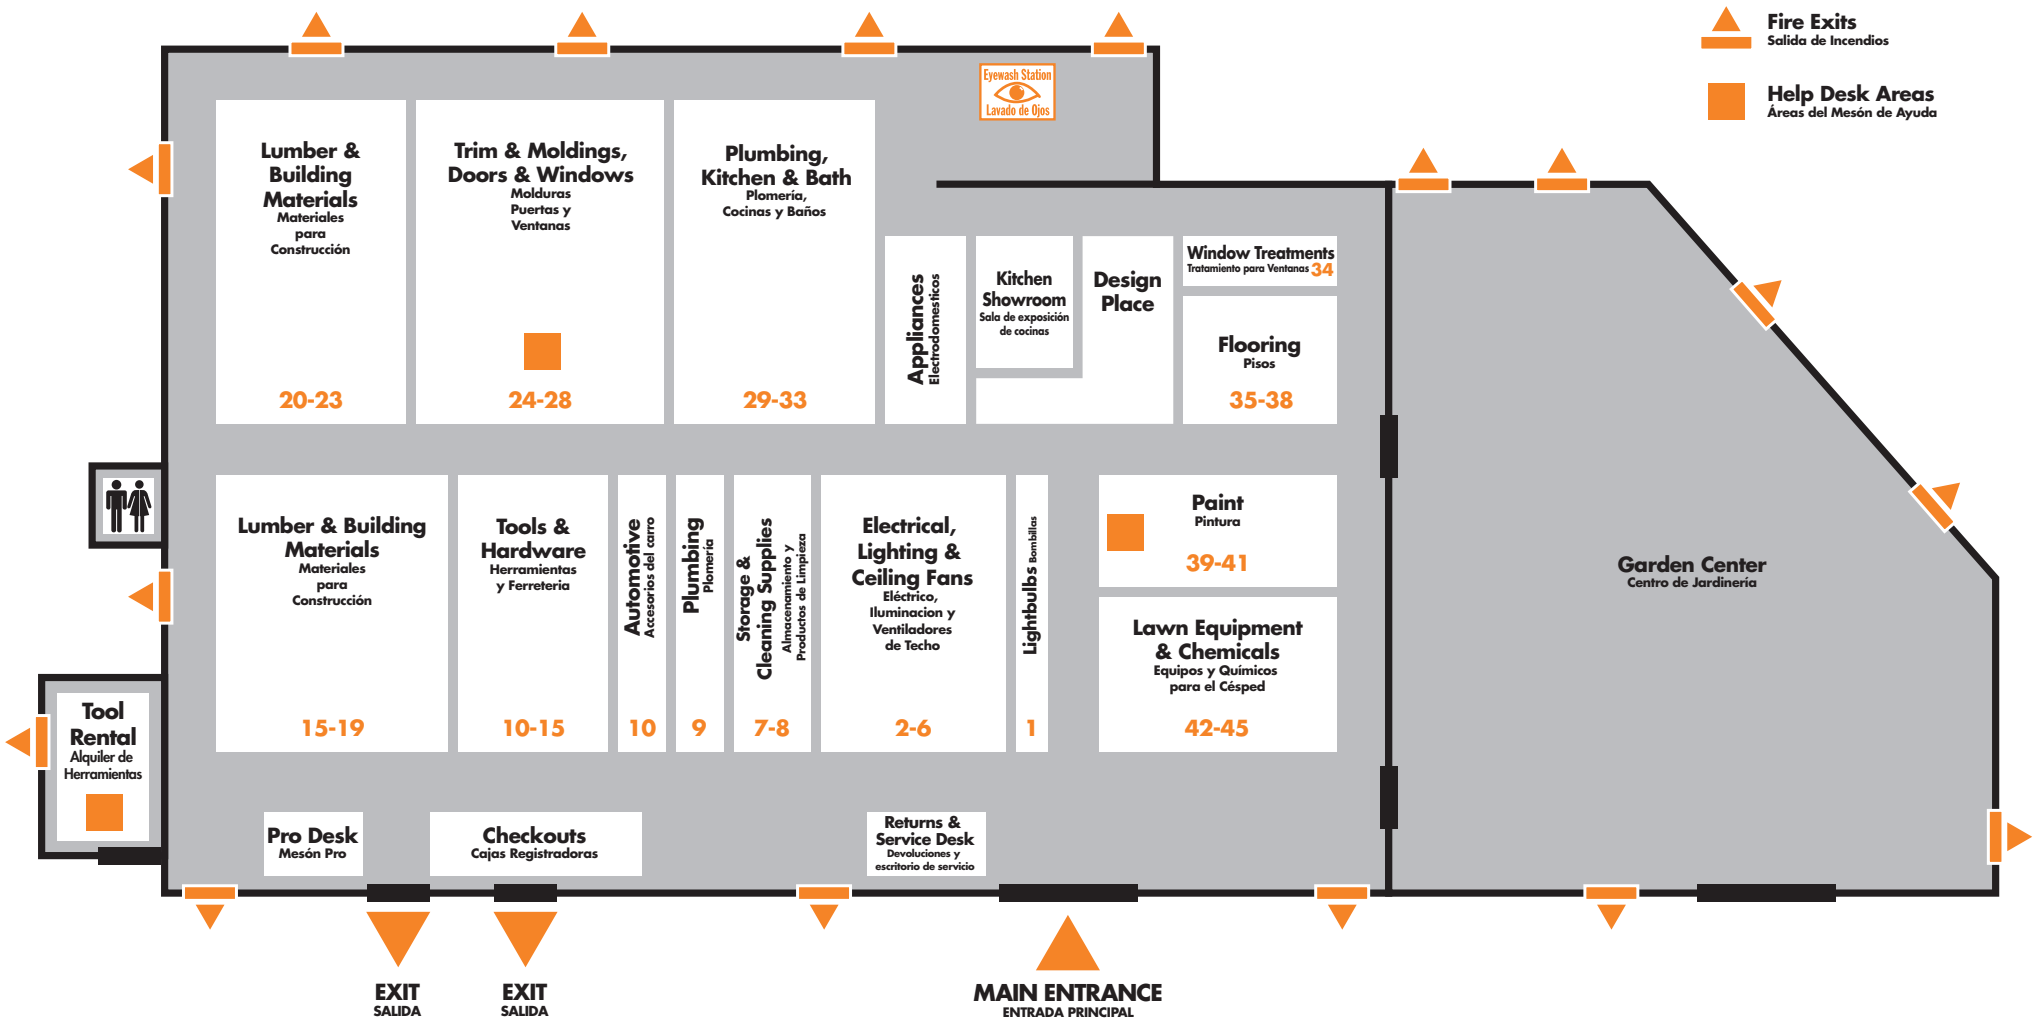 Fire Exits
Salida de Incendios
Help Desk Areas
Áreas del Mesón de Ayuda
Eyewash Station
Lavado de Ojos
Lumber &
Building
Materials
Materiales
para
Construcción
20-23
Trim & Moldings,
Doors & Windows
Molduras
Puertas y
Ventanas
24-28
Plumbing,
Kitchen & Bath
Plomería,
Cocinas y Baños
29-33
Appliances
Electrodomesticos
Kitchen
Showroom
Sala de exposición
de cocinas
Design
Place
Window Treatments
Tratamiento para Ventanas 34
Flooring
Pisos
35-38
Lumber & Building
Materials
Materiales
para
Construcción
15-19
Tools &
Hardware
Herramientas
y Ferreteria
10-15
Automotive
Accesorios del carro
10
Plumbing
Plomería
9
Storage &
Cleaning Supplies
Almacenamiento y
Productos de Limpieza
7-8
Electrical,
Lighting &
Ceiling Fans
Eléctrico,
Iluminacion y
Ventiladores
de Techo
2-6
Lightbulbs Bombillas
1
Paint
Pintura
39-41
Lawn Equipment
& Chemicals
Equipos y Químicos
para el Césped
42-45
Garden Center
Centro de Jardinería
Tool
Rental
Alquiler de
Herramientas
Pro Desk
Mesón Pro
Checkouts
Cajas Registradoras
Returns &
Service Desk
Devoluciones y
escritorio de servicio
EXIT
SALIDA
EXIT
SALIDA
MAIN ENTRANCE
ENTRADA PRINCIPAL